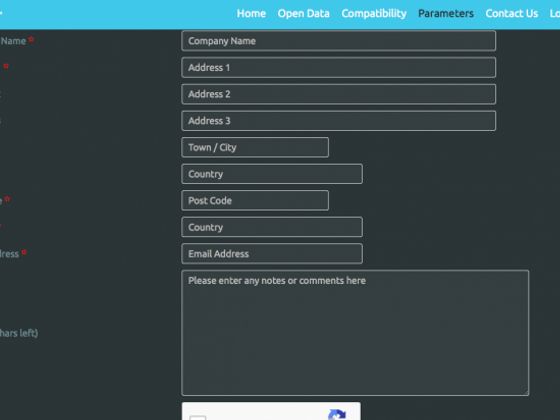 Home Open Data Compatibility Parameters Contact Us Lo
Name * Company Name
* Address 1
Address 2
Address 3
Town / City
Country
* Post Code
Country
dress * Email Address
Please enter any notes or comments here
hars left)